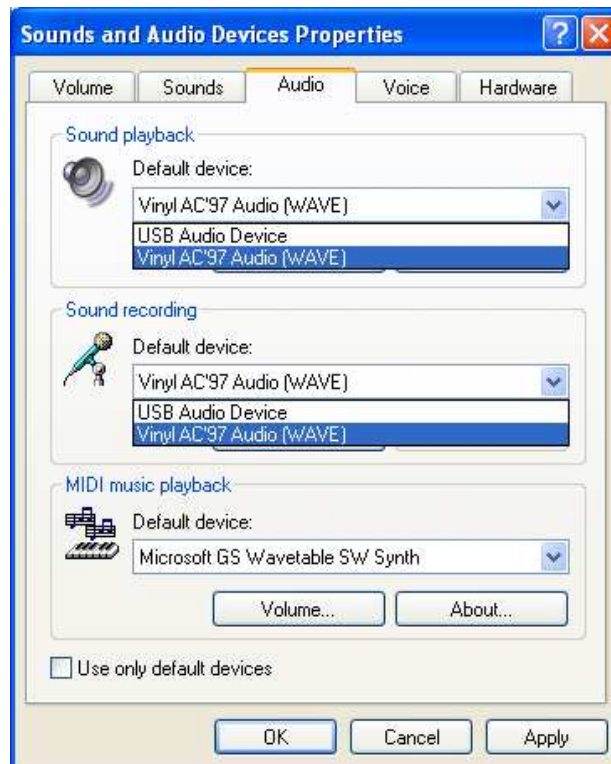 Sounds and Audio Devices Properties
Volume Sounds Audio Voice Hardware
Sound playback
Default device:
Vinyl AC'97 Audio (WAVE)
USB Audio Device
Vinyl AC'97 Audio (WAVE)
Sound recording
Default device:
Vinyl AC'97 Audio (WAVE)
USB Audio Device
Vinyl AC'97 Audio (WAVE)
MIDI music playback
Default device:
Microsoft GS Wavetable SW Synth
Volume... About...
Use only default devices
OK Cancel Apply